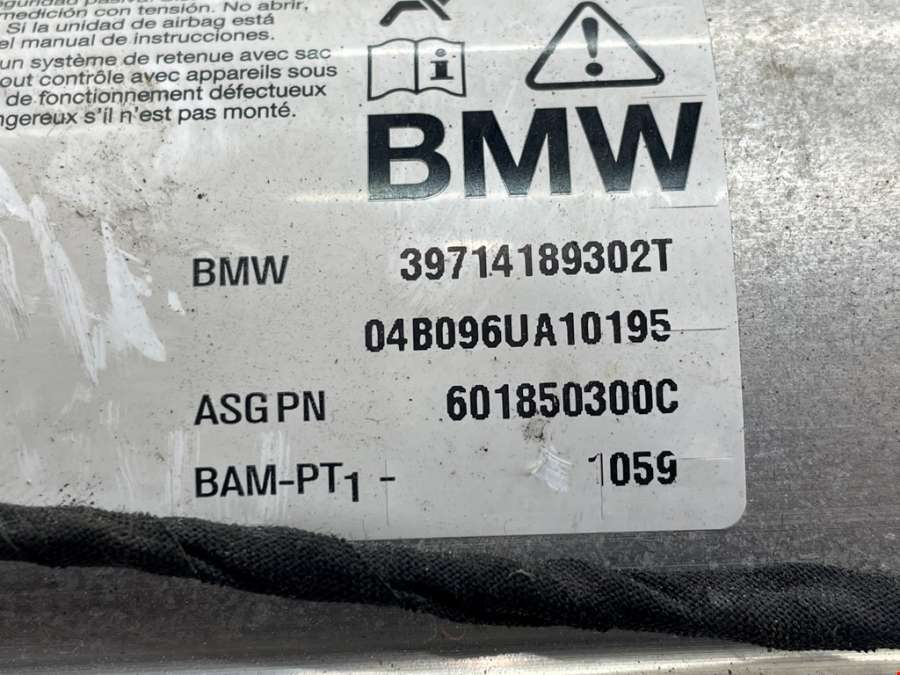 seguridad pasiva.
medición con tensión. No abrir,
Si la unidad de airbag está
el manual de instrucciones.
un système de retenue avec sac
out contrôle avec appareils sous
de fonctionnement défectueux
ngereux s'il n'est pas monté.
i
BMW
BMW 39714189302T
04B096UA10195
ASG PN 601850300C
BAM-PT1 - 1059